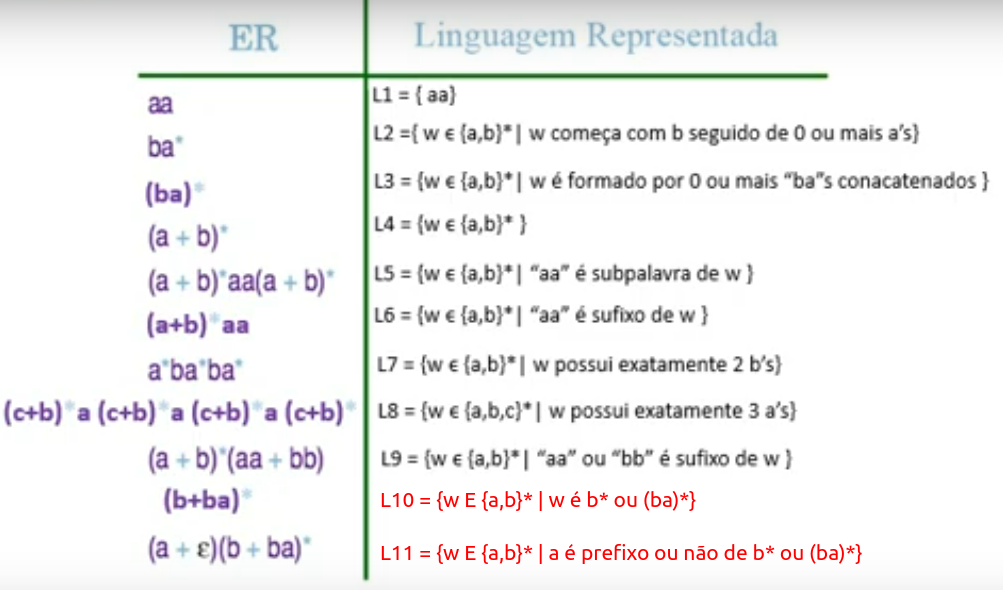 ER Linguagem Representada
aa L1 = { aa}
ba* L2 ={ w ϵ {a,b}*| w começa com b seguido de 0 ou mais a’s}
(ba)* L3 = {w ϵ {a,b}*| w é formado por 0 ou mais “ba”s conacatenados }
(a + b)* L4 = {w ϵ {a,b}* }
(a + b)*aa(a + b)* L5 = {w ϵ {a,b}*| “aa” é subpalavra de w }
(a+b)*aa L6 = {w ϵ {a,b}*| “aa” é sufixo de w }
a*ba*ba* L7 = {w ϵ {a,b}*| w possui exatamente 2 b’s}
(c+b)*a (c+b)*a (c+b)*a (c+b)* L8 = {w ϵ {a,b,c}*| w possui exatamente 3 a’s}
(a + b)*(aa + bb) L9 = {w ϵ {a,b}*| “aa” ou “bb” é sufixo de w }
(b+ba)* L10 = {w E {a,b}* | w é b* ou (ba)*}
(a + ε)(b + ba)* L11 = {w E {a,b}* | a é prefixo ou não de b* ou (ba)*}